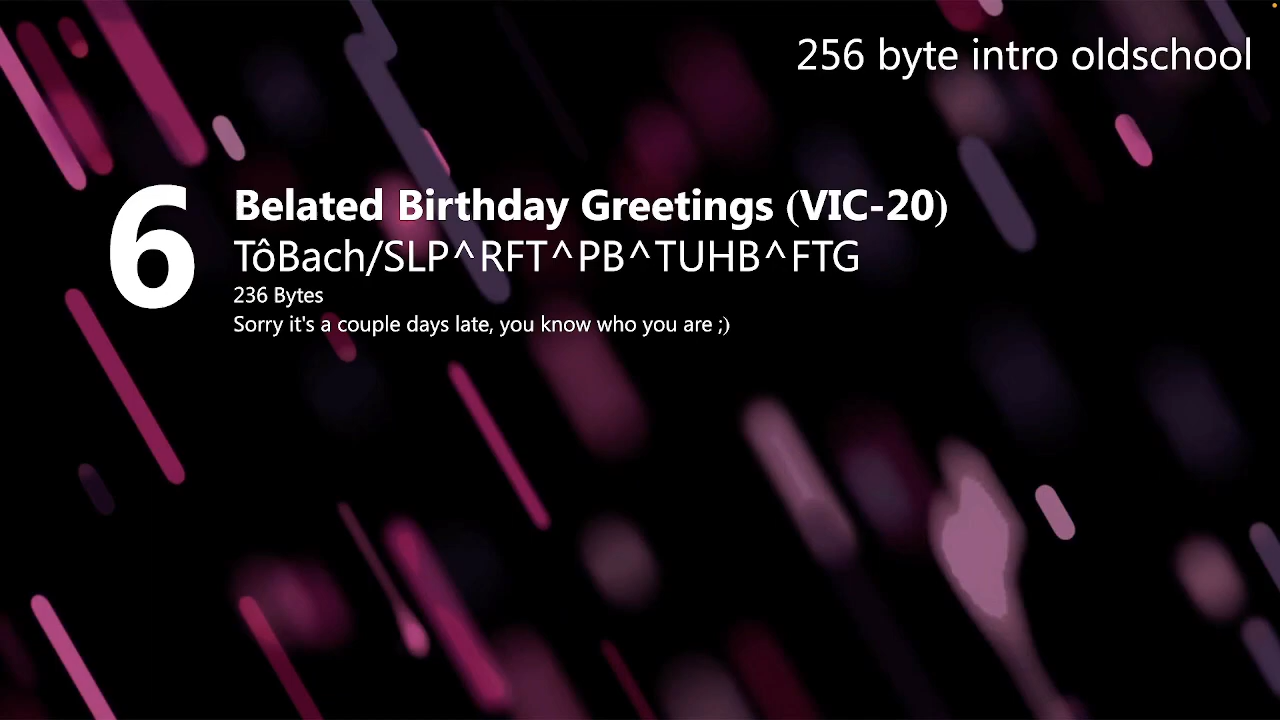 256 byte intro oldschool
6
Belated Birthday Greetings (VIC-20)
TôBach/SLP^RFT^PB^TUHB^FTG
236 Bytes
Sorry it's a couple days late, you know who you are ;)